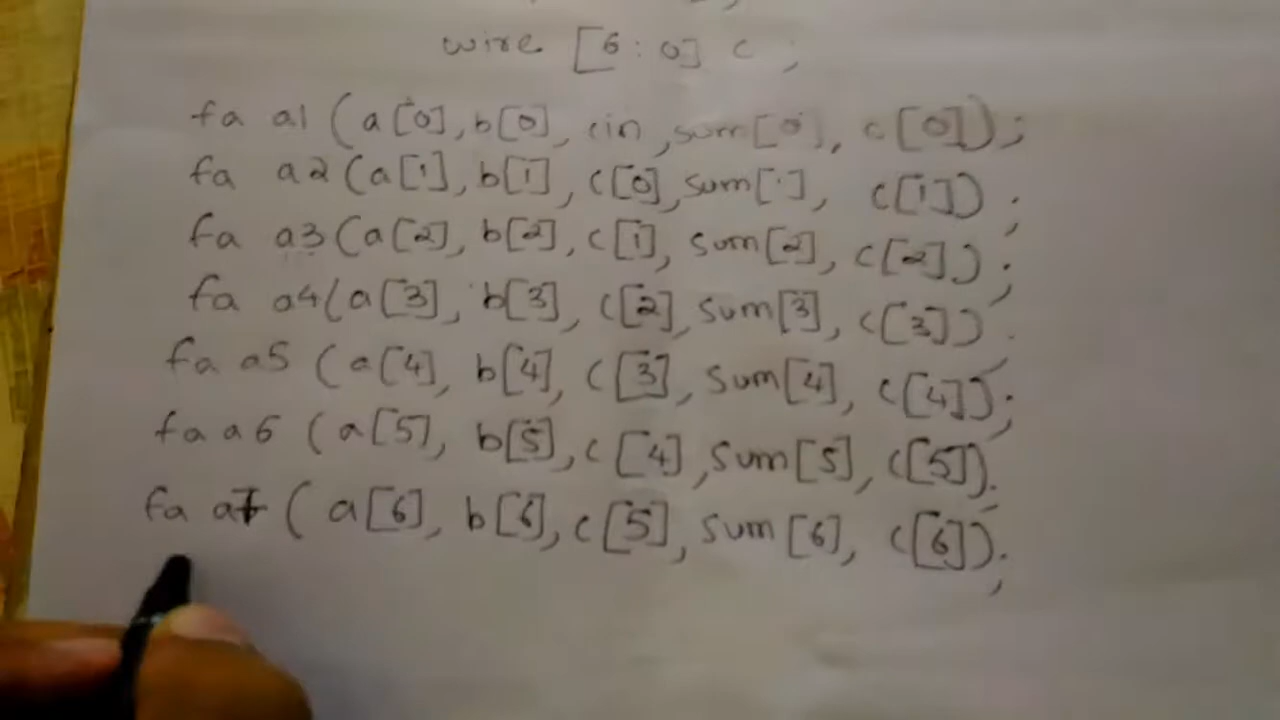 wire [6:0] c;
fa a1 (a[0], b[0], cin, sum[0], c[0]);
fa a2 (a[1], b[1], c[0], sum[1], c[1]);
fa a3 (a[2], b[2], c[1], sum[2], c[2]);
fa a4 (a[3], b[3], c[2], sum[3], c[3]);
fa a5 (a[4], b[4], c[3], sum[4], c[4]);
fa a6 (a[5], b[5], c[4], sum[5], c[5]);
fa a7 (a[6], b[6], c[5], sum[6], c[6]);